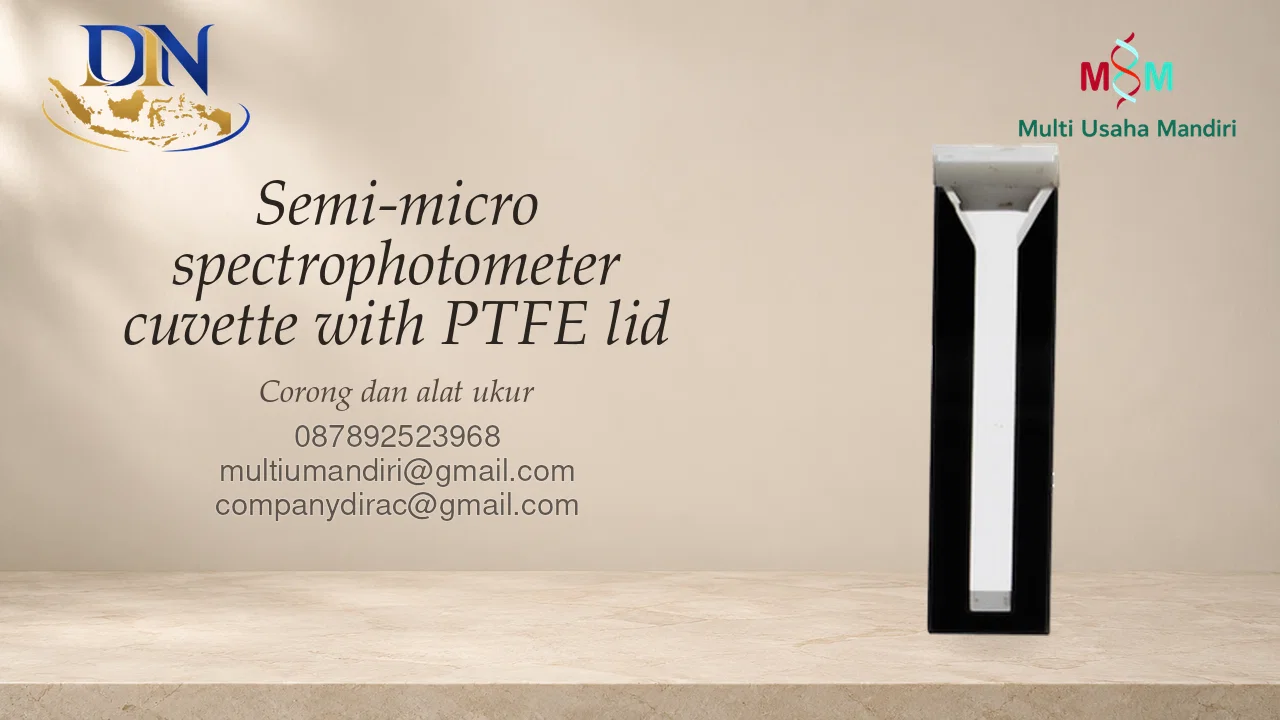 DIN
M M
Multi Usaha Mandiri
Semi-micro
spectrophotometer
cuvette with PTFE lid
Corong dan alat ukur
087892523968
multiumandiri@gmail.com
companydirac@gmail.com